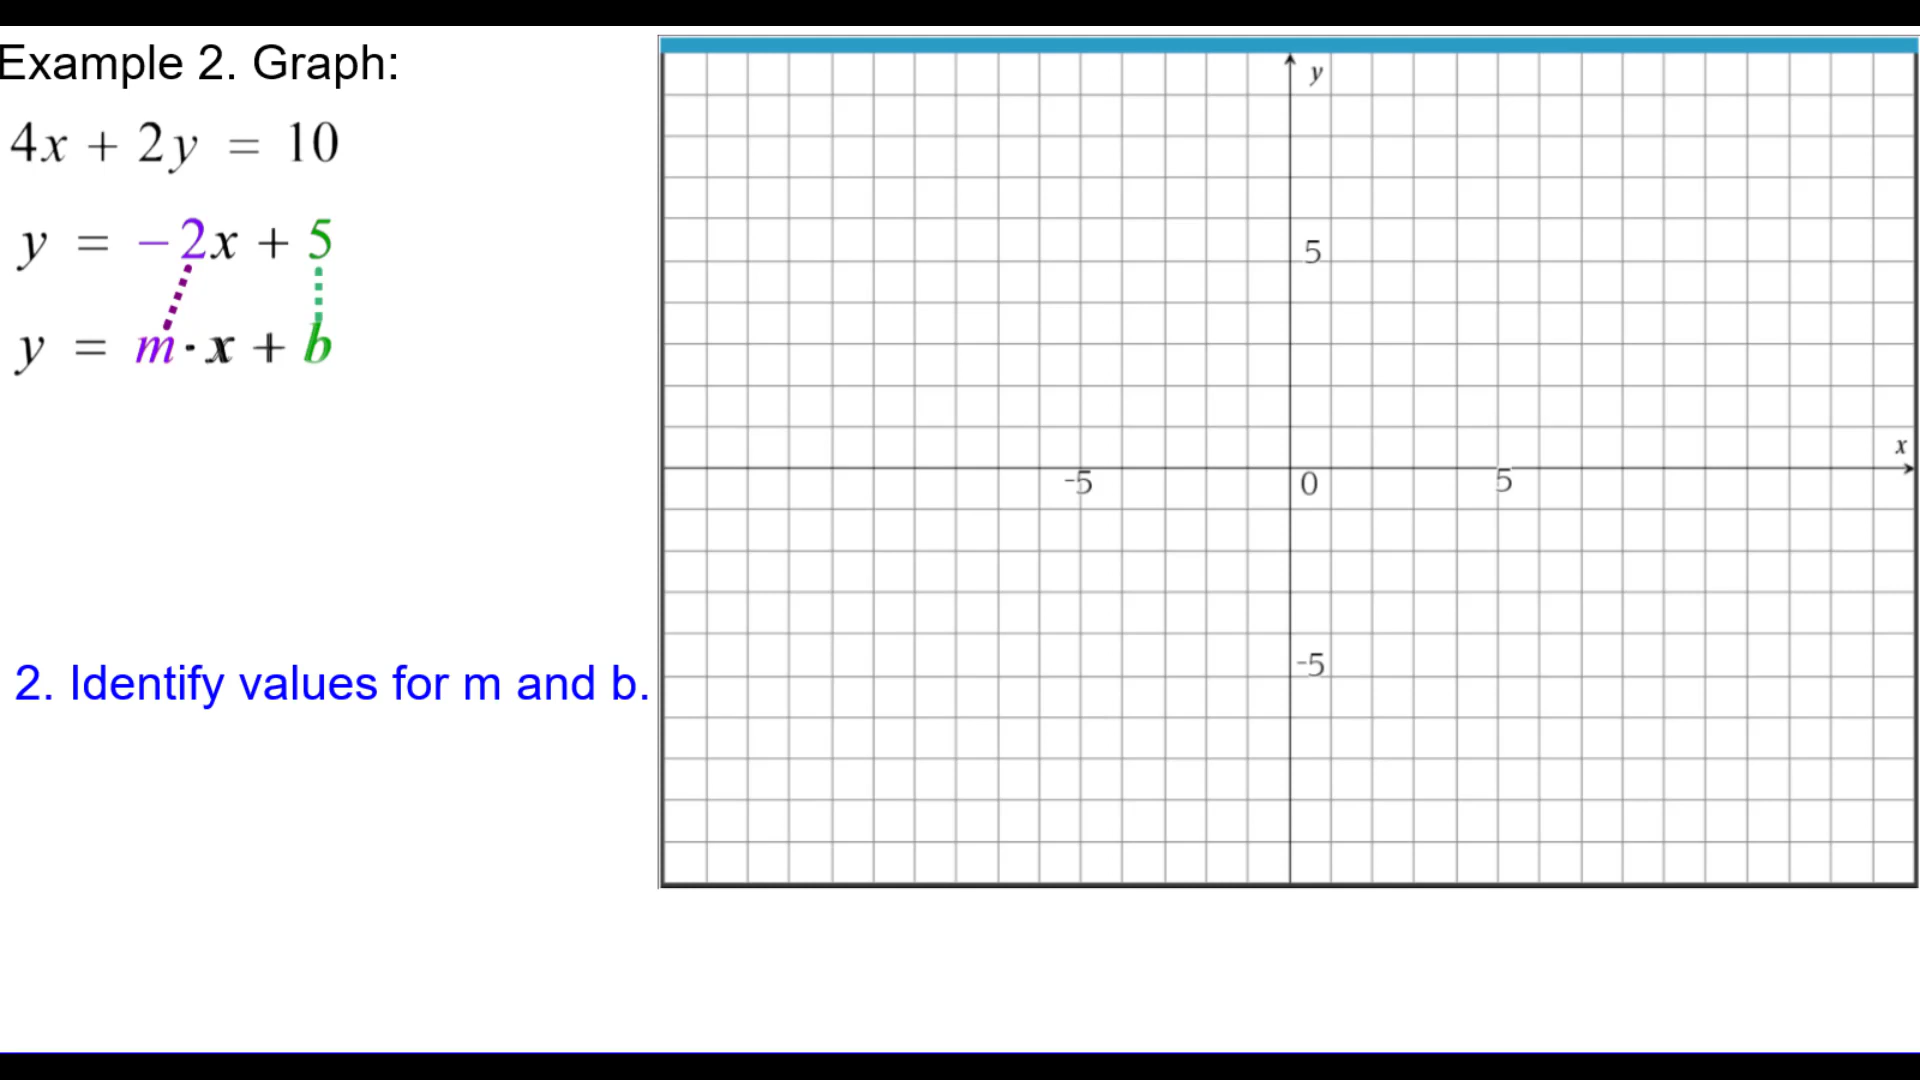 Example 2. Graph:
4x + 2y = 10
y = −2x + 5
y = m·x + b
2. Identify values for m and b.
y
5
x
-5 0 5
-5